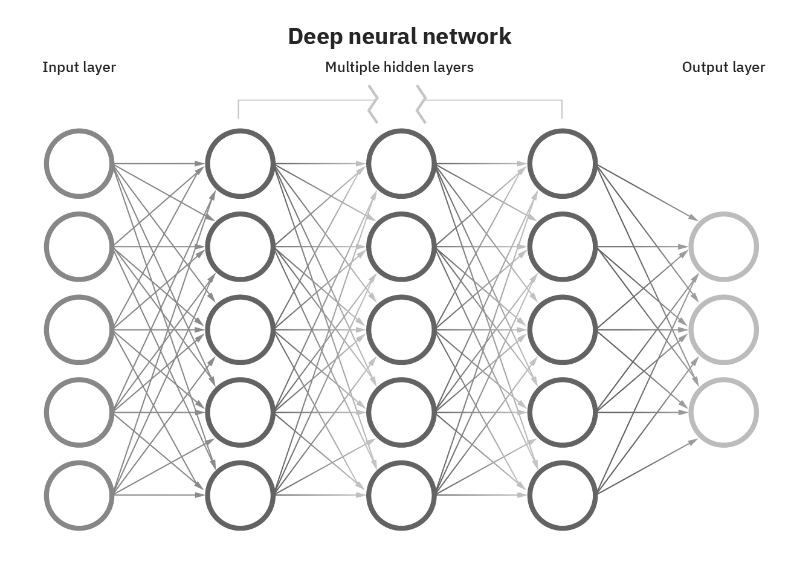 Deep neural network
Input layer
Multiple hidden layers
Output layer